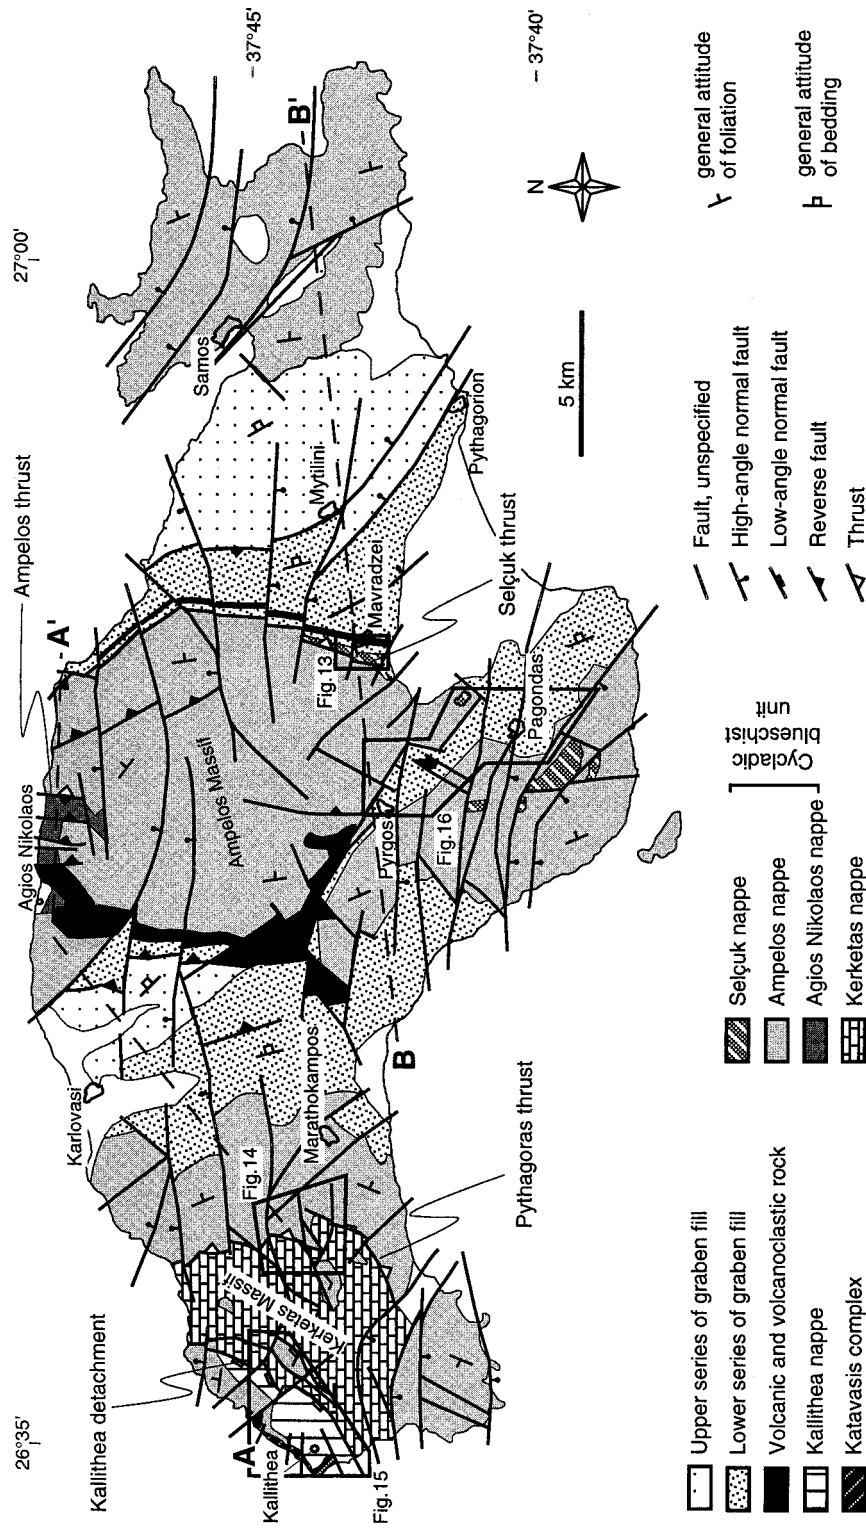 26°35'
27°00'
37°45'
37°40'
Kallithea detachment
Ampelos thrust
Karlovasi
Agios Nikolaos
A'
Samos
B'
A
Kallithea
Fig.15
Kerketas Massif
Fig.14
Marathokampos
Ampelos Massif
Fig.13
Mytilini
Mavradzei
Pyrgos
Fig.16
B
Pagondas
Pythagorion
Pythagoras thrust
Selçuk thrust
N
5 km
Upper series of graben fill
Lower series of graben fill
Volcanic and volcanoclastic rock
Kallithea nappe
Katavasis complex
Selçuk nappe
Ampelos nappe
Agios Nikolaos nappe
Kerketas nappe
Cycladic
blueschist
unit
Fault, unspecified
High-angle normal fault
Low-angle normal fault
Reverse fault
Thrust
general attitude
of foliation
general attitude
of bedding